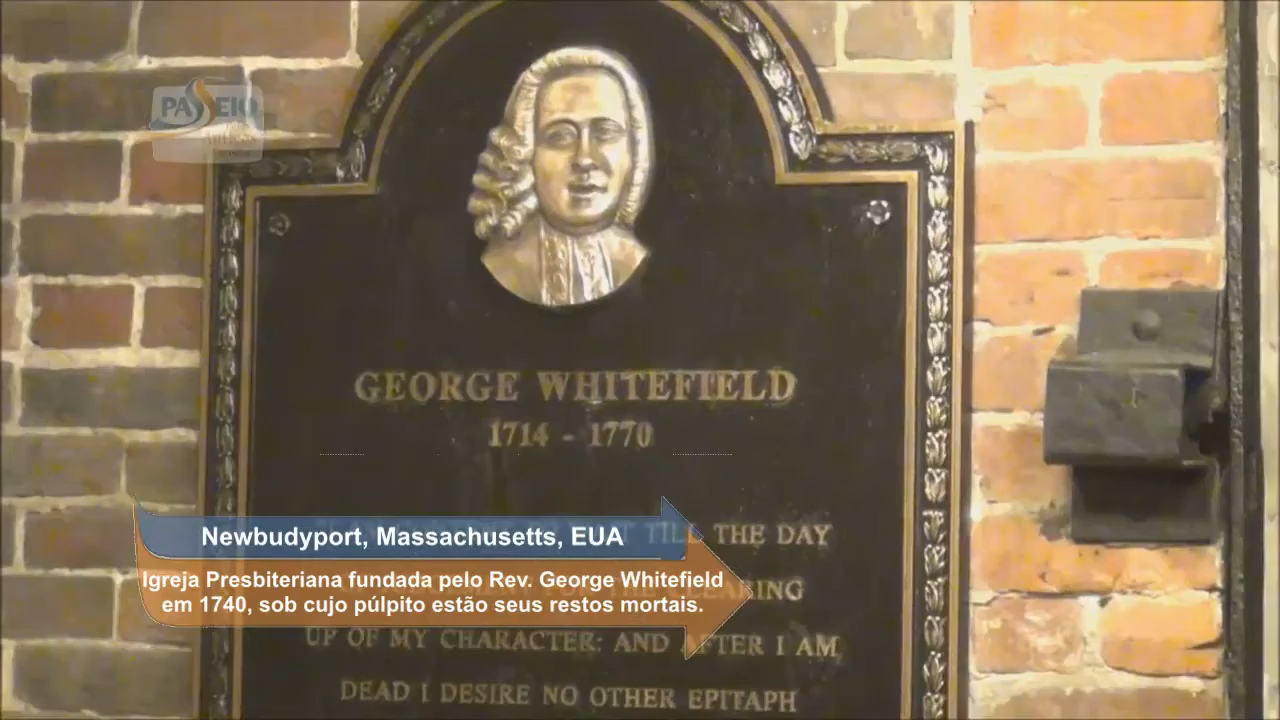 PASSEIO
GEORGE WHITEFIELD
1714 - 1770
TILL THE DAY
Newbudyport, Massachusetts, EUA
Igreja Presbiteriana fundada pelo Rev. George Whitefield
em 1740, sob cujo púlpito estão seus restos mortais.
UP OF MY CHARACTER: AND AFTER I AM
DEAD I DESIRE NO OTHER EPITAPH